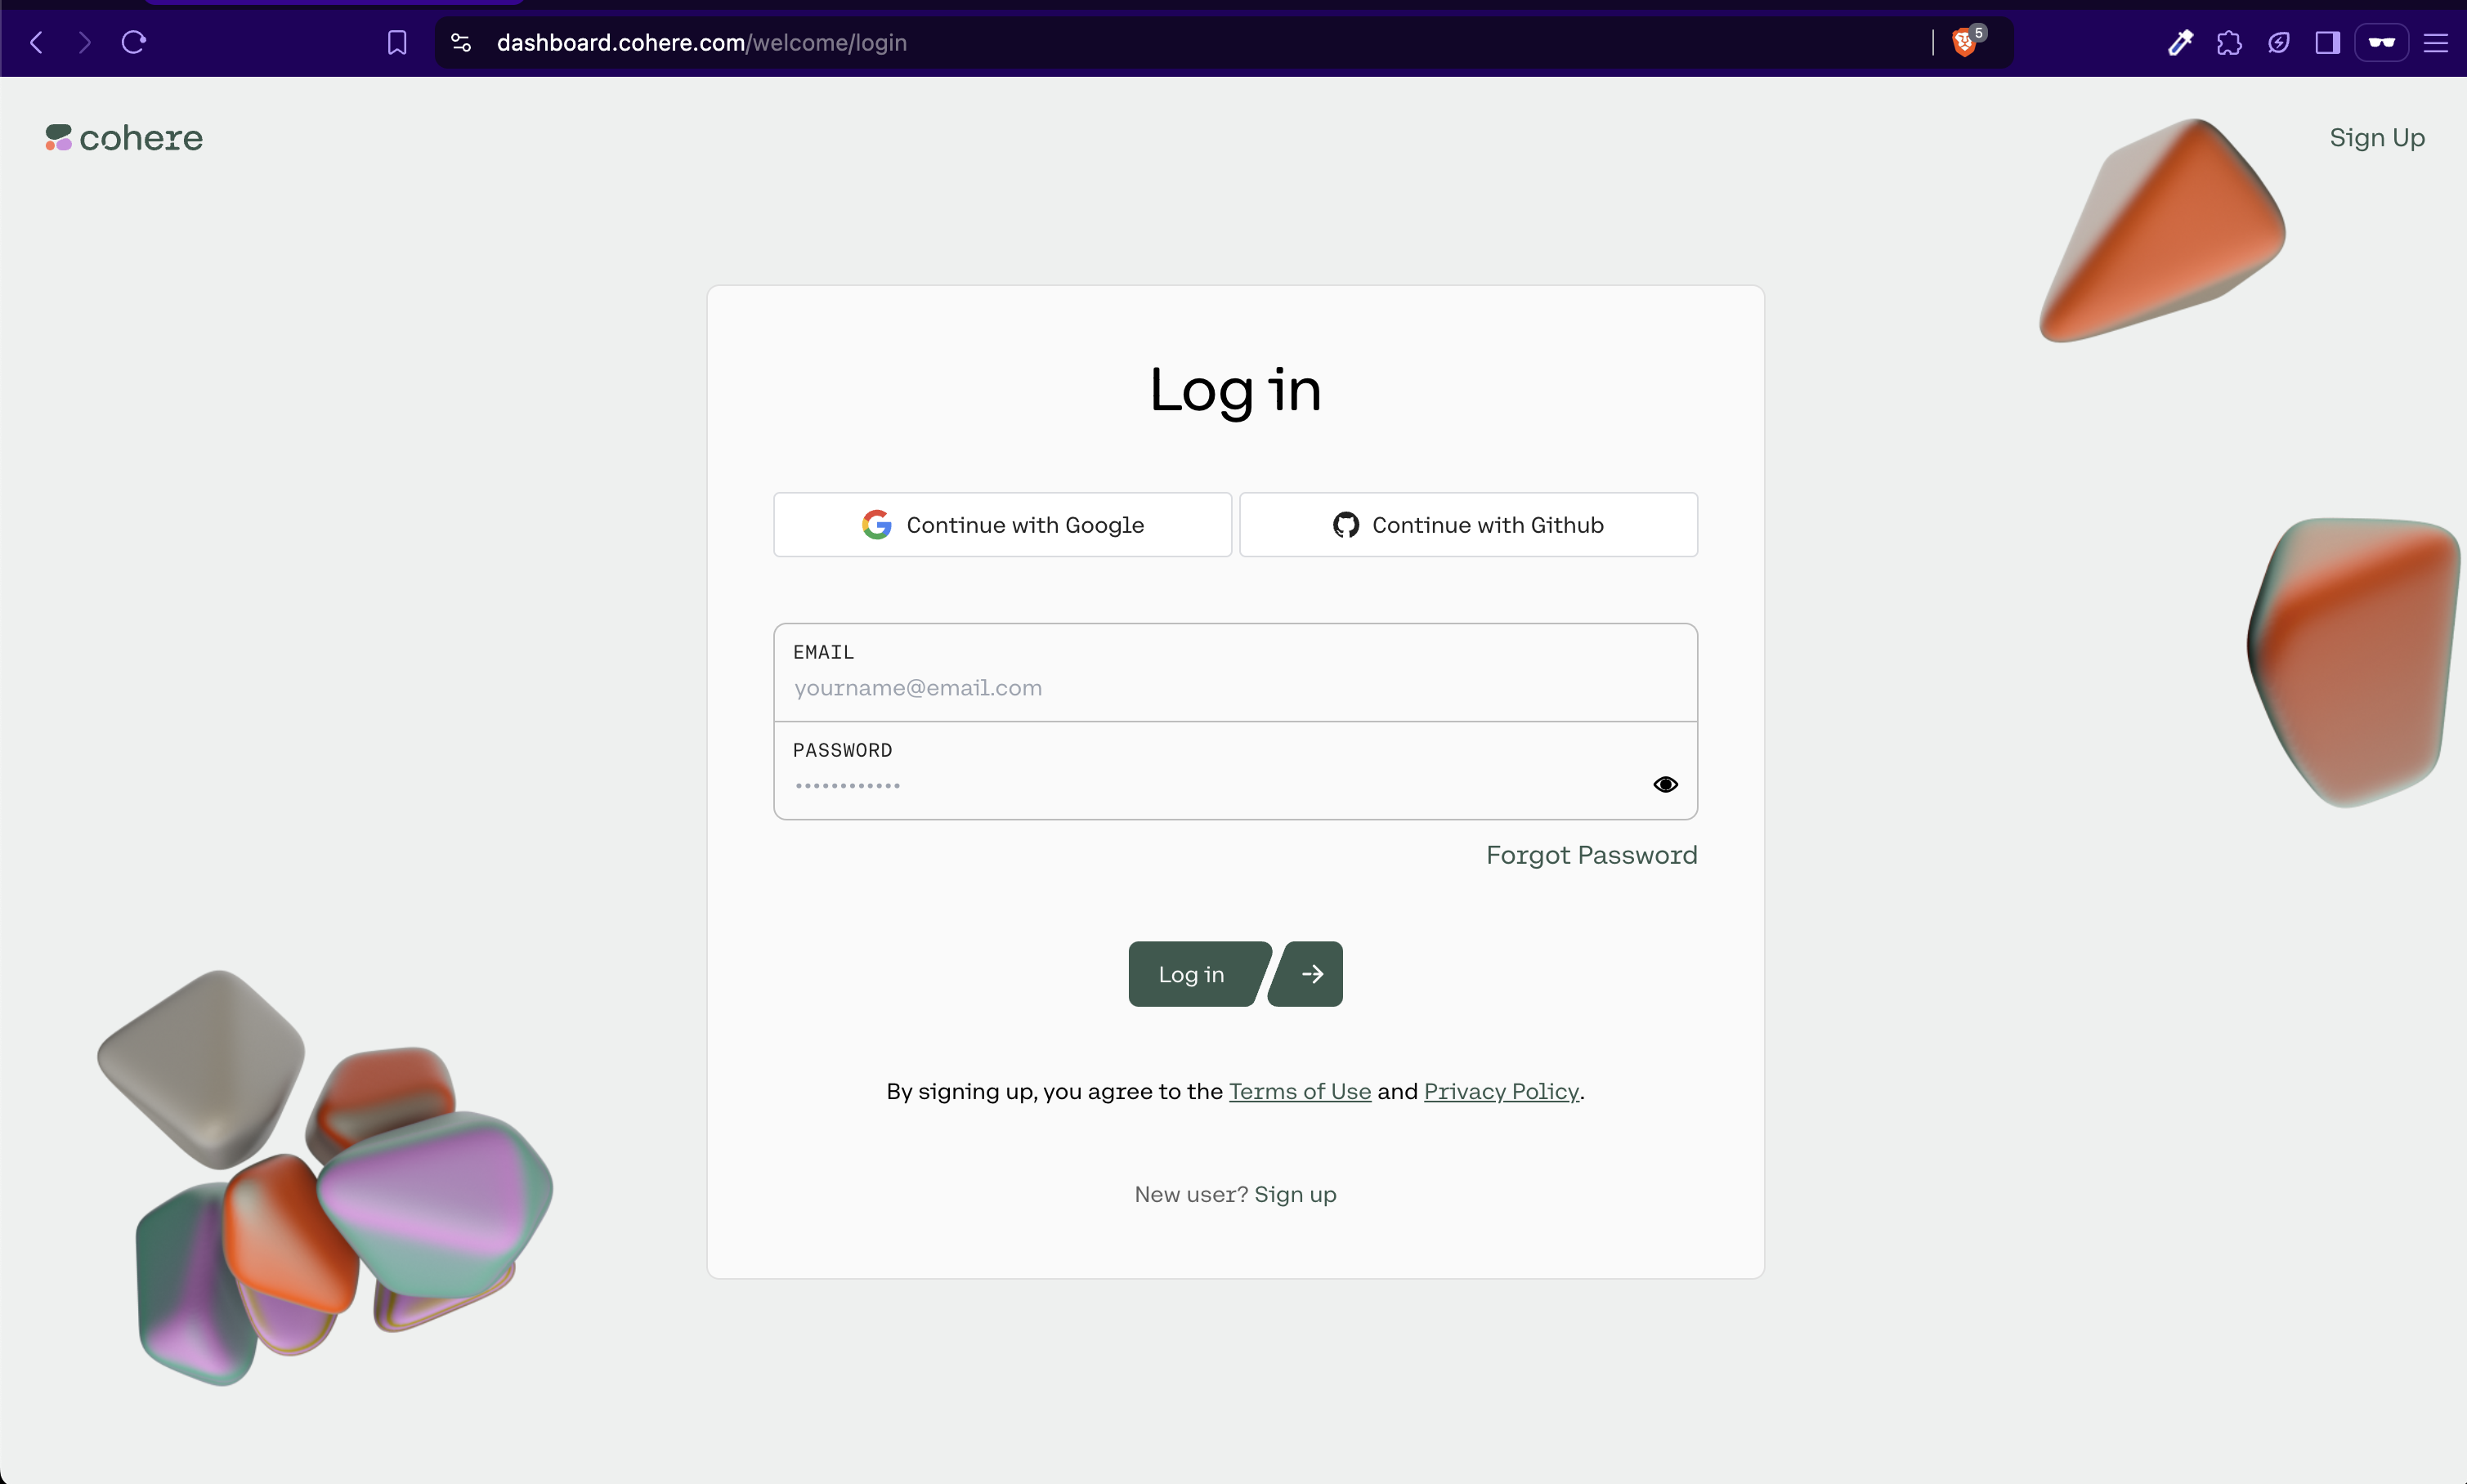 dashboard.cohere.com/welcome/login
5
cohere
Sign Up
Log in
Continue with Google
Continue with Github
EMAIL
yourname@email.com
PASSWORD
••••••••••••
Forgot Password
Log in
By signing up, you agree to the Terms of Use and Privacy Policy.
New user? Sign up